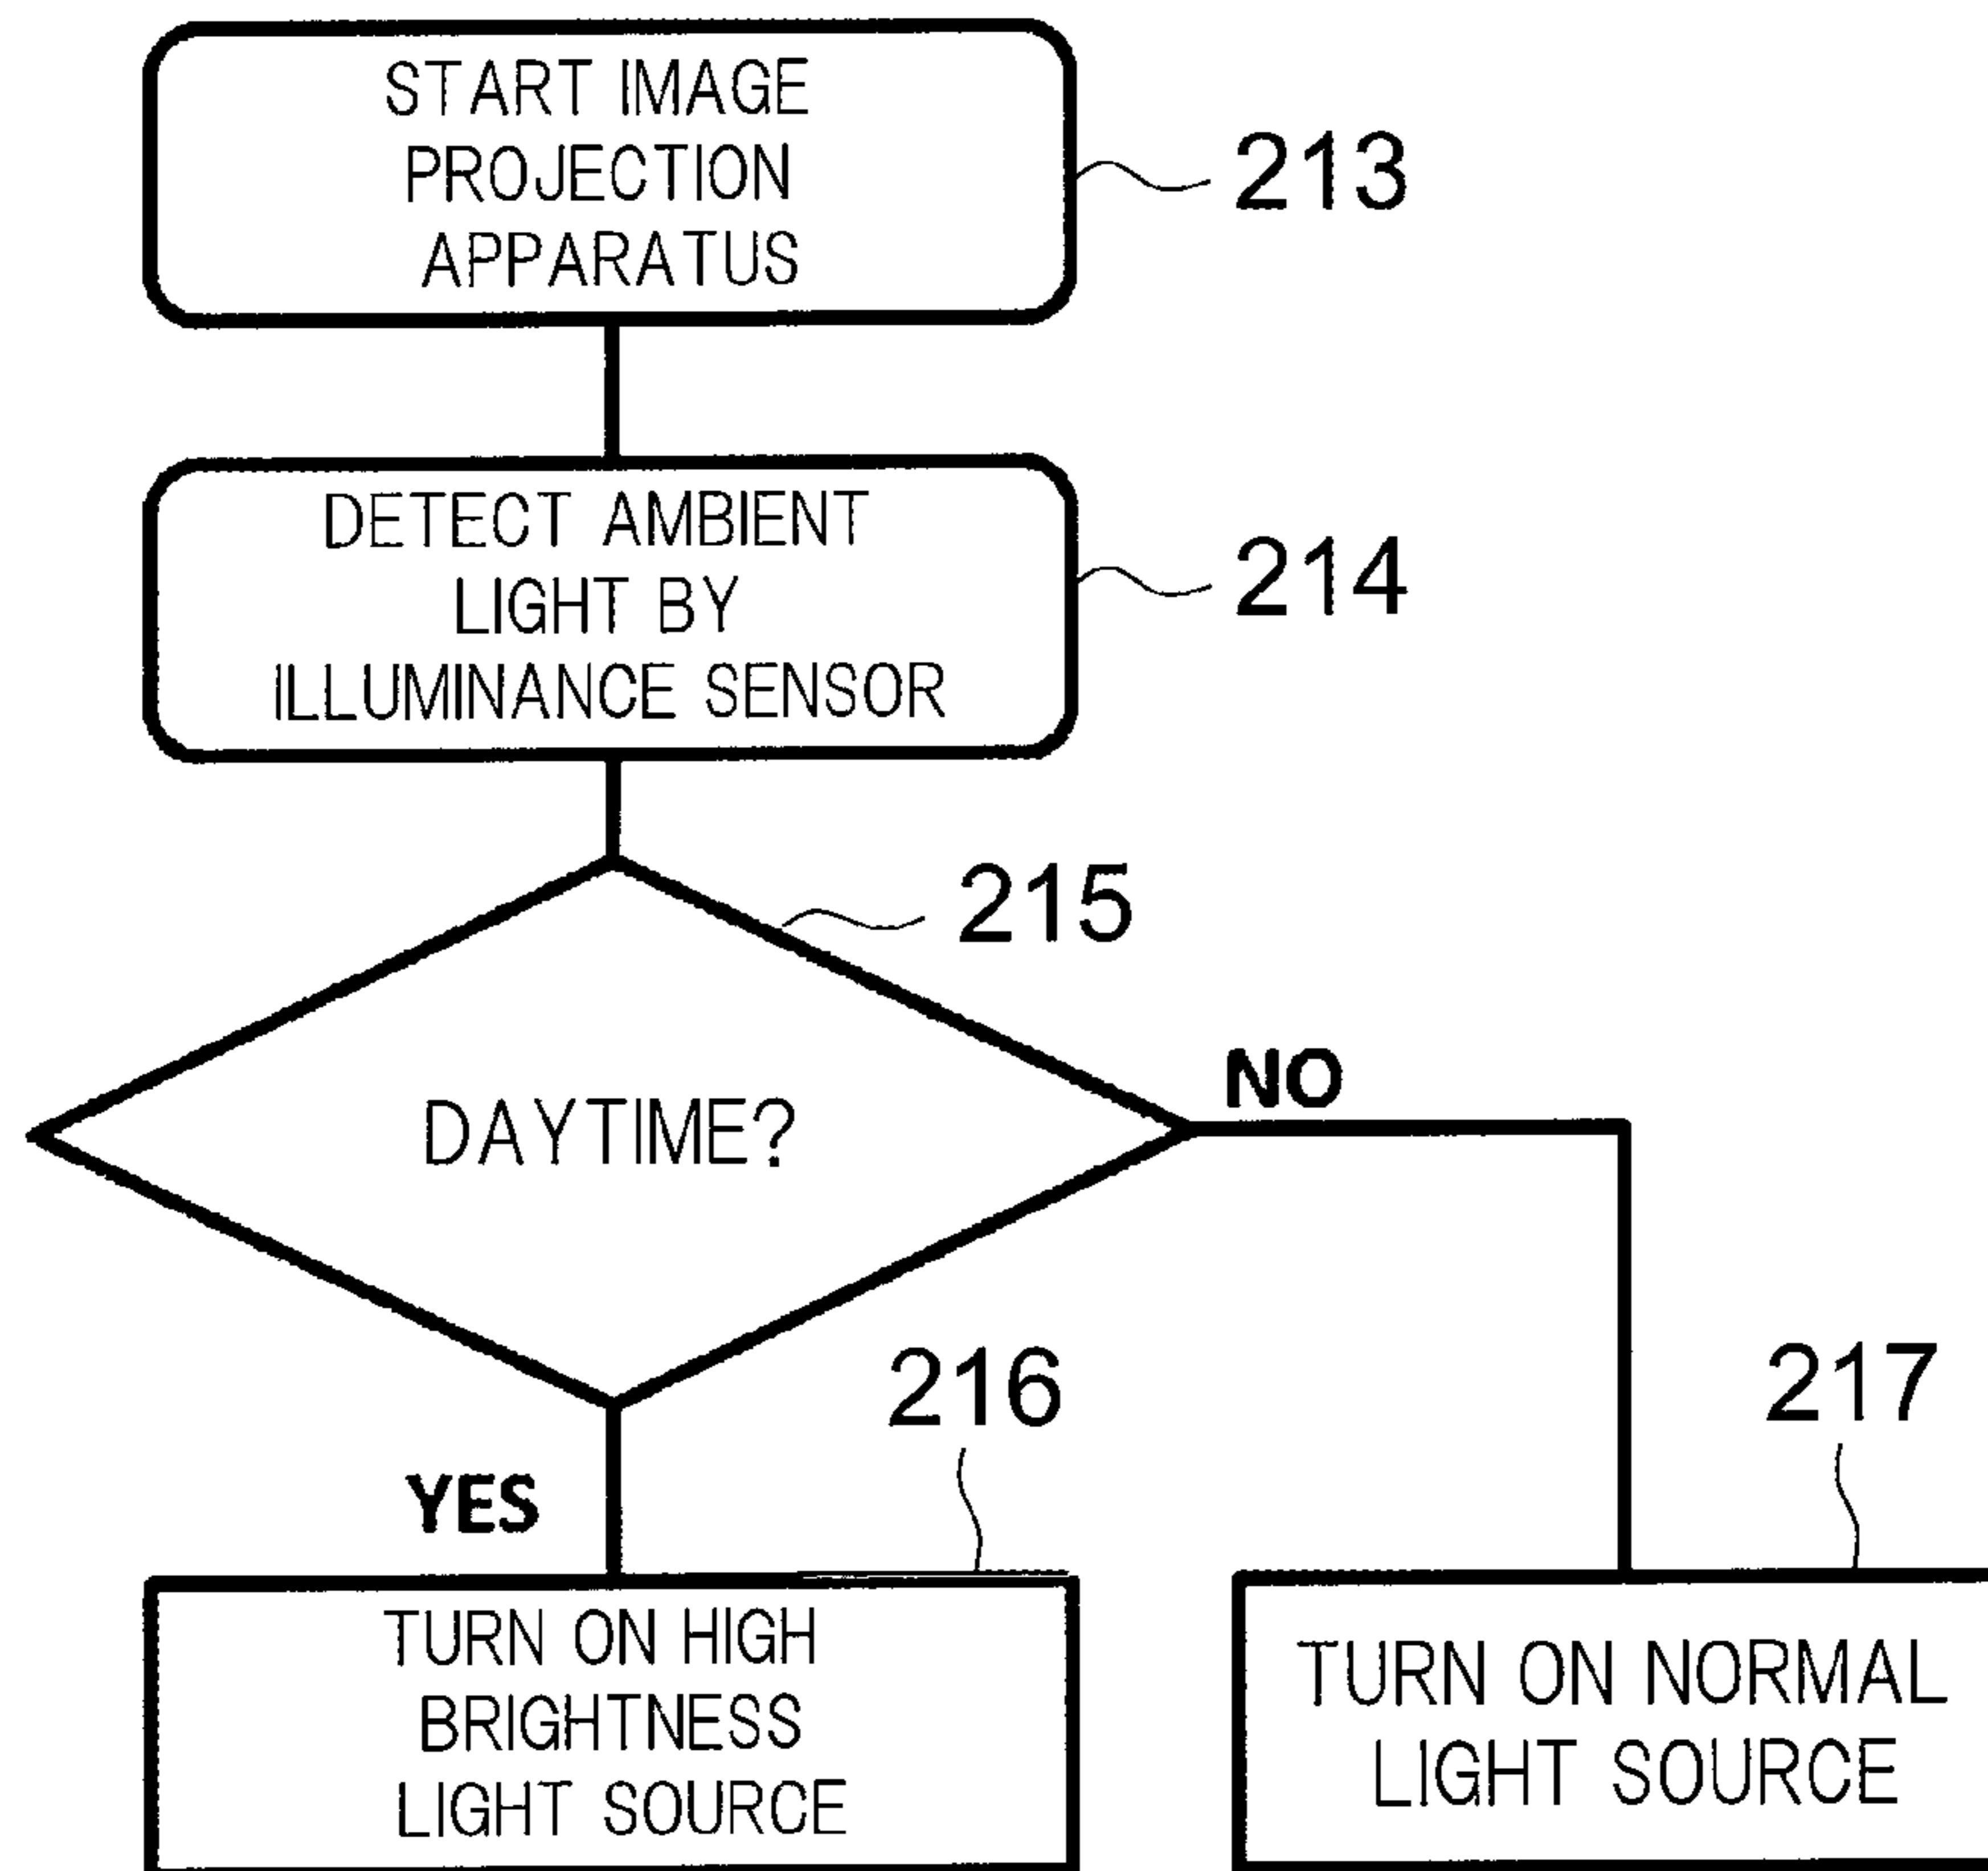 START IMAGE
PROJECTION
APPARATUS
213
DETECT AMBIENT
LIGHT BY
ILLUMINANCE SENSOR
214
215
DAYTIME?
NO
YES
216
217
TURN ON HIGH
BRIGHTNESS
LIGHT SOURCE
TURN ON NORMAL
LIGHT SOURCE